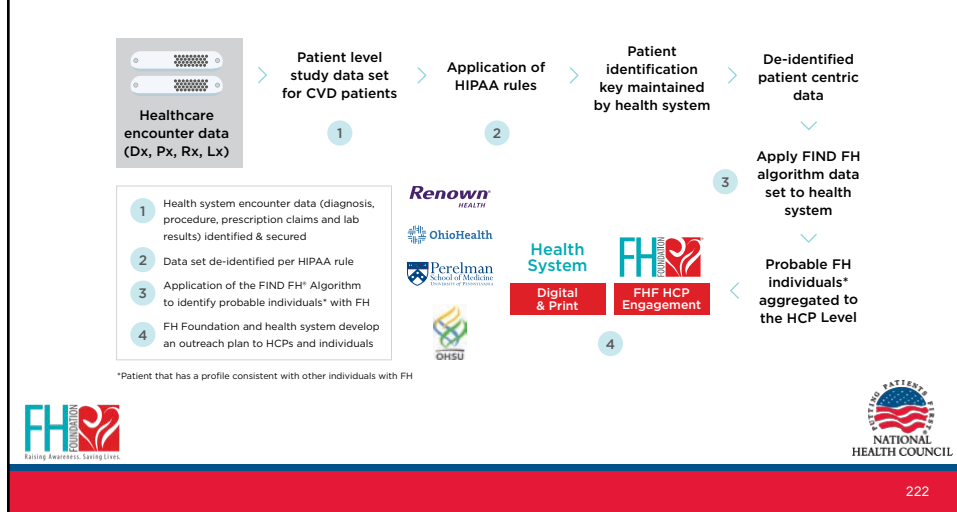 Healthcare
encounter data
(Dx, Px, Rx, Lx)
Patient level
study data set
for CVD patients
1
Application of
HIPAA rules
2
Patient
identification
key maintained
by health system
De-identified
patient centric
data
3
Apply FIND FH
algorithm data
set to health
system
Probable FH
individuals*
aggregated to
the HCP Level
1 Health system encounter data (diagnosis,
procedure, prescription claims and lab
results) identified & secured
2 Data set de-identified per HIPAA rule
3 Application of the FIND FH® Algorithm
to identify probable individuals* with FH
4 FH Foundation and health system develop
an outreach plan to HCPs and individuals
*Patient that has a profile consistent with other individuals with FH
Renown®
HEALTH
OhioHealth
Perelman
School of Medicine
UNIVERSITY of PENNSYLVANIA
OHSU
Health
System
Digital
& Print
FH
FOUNDATION
FHF HCP
Engagement
4
FH
FOUNDATION
Raising Awareness. Saving Lives.
PUTTING PATIENTS FIRST®
NATIONAL
HEALTH COUNCIL
222